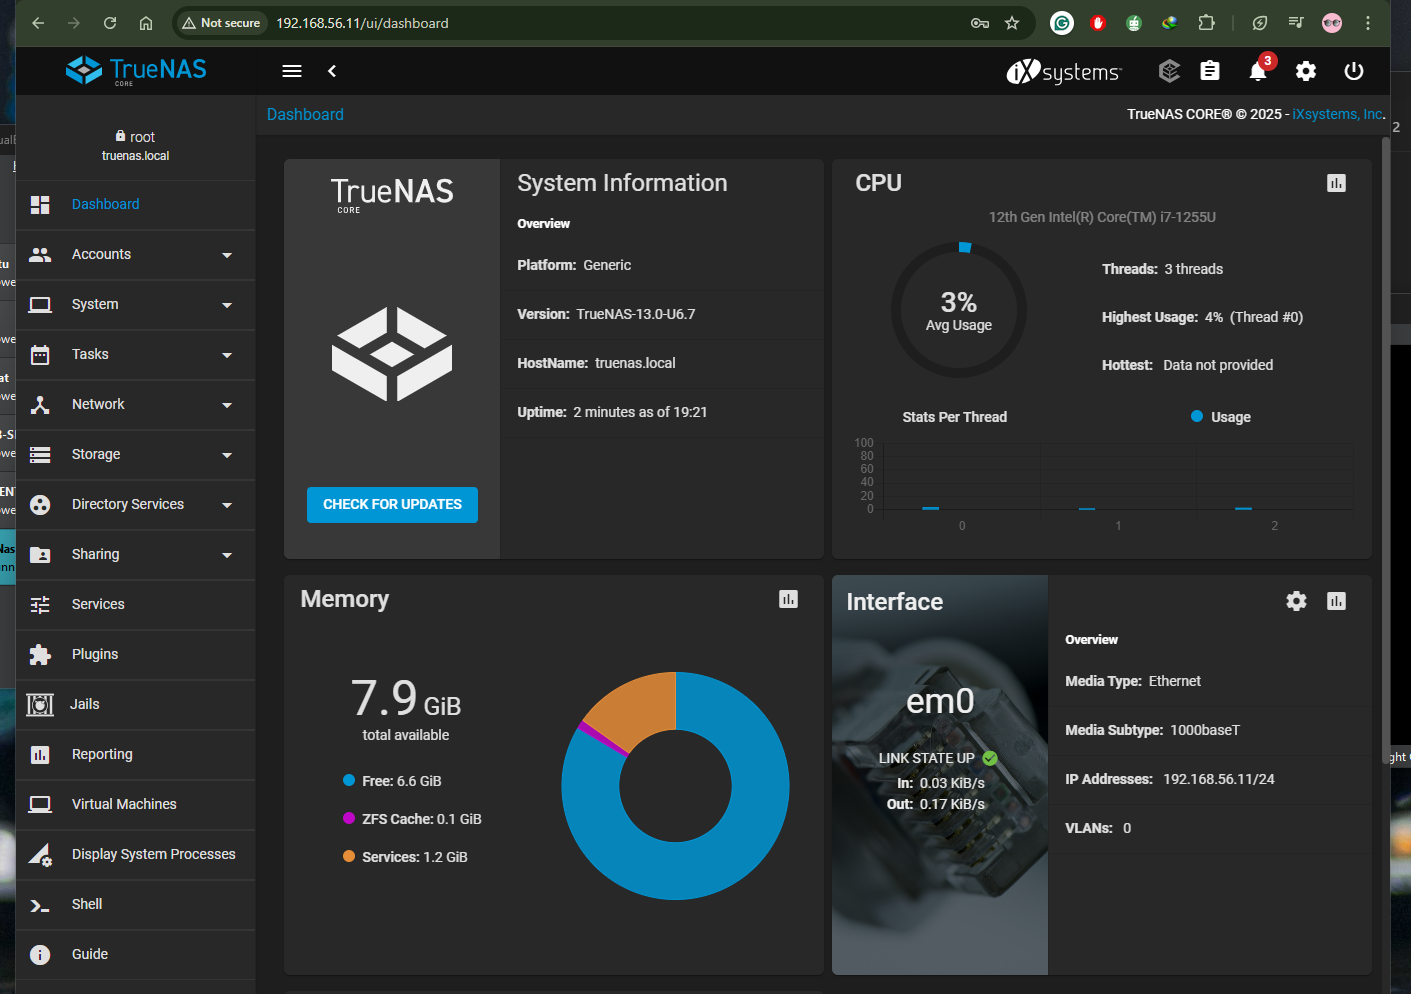 Not secure 192.168.56.11/ui/dashboard
TrueNAS
CORE
iXsystems
3
Dashboard
TrueNAS CORE® © 2025 - iXsystems, Inc.
root
truenas.local
Dashboard
Accounts
System
Tasks
Network
Storage
Directory Services
Sharing
Services
Plugins
Jails
Reporting
Virtual Machines
Display System Processes
Shell
Guide
TrueNAS
CORE
CHECK FOR UPDATES
System Information
Overview
Platform: Generic
Version: TrueNAS-13.0-U6.7
HostName: truenas.local
Uptime: 2 minutes as of 19:21
CPU
12th Gen Intel(R) Core(TM) i7-1255U
3%
Avg Usage
Threads: 3 threads
Highest Usage: 4% (Thread #0)
Hottest: Data not provided
Stats Per Thread
Usage
100
80
60
40
20
0
0 1 2
Memory
7.9 GiB
total available
Free: 6.6 GiB
ZFS Cache: 0.1 GiB
Services: 1.2 GiB
Interface
em0
LINK STATE UP
In: 0.03 KiB/s
Out: 0.17 KiB/s
Overview
Media Type: Ethernet
Media Subtype: 1000baseT
IP Addresses: 192.168.56.11/24
VLANs: 0